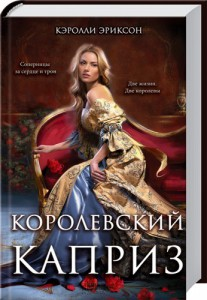 КЭРОЛЛИ ЭРИКСОН
Соперницы
за сердце и трон
Две жизни
Две королевы
КОРОЛЕВСКИЙ
КАПРИЗ